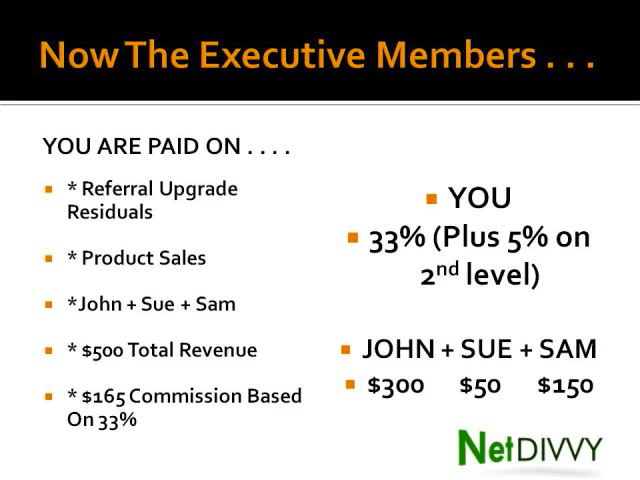 Now The Executive Members . . .
YOU ARE PAID ON . . . .
* Referral Upgrade
Residuals
* Product Sales
*John + Sue + Sam
* $500 Total Revenue
* $165 Commission Based
On 33%
YOU
33% (Plus 5% on
2nd level)
JOHN + SUE + SAM
$300 $50 $150
NetDIVVY